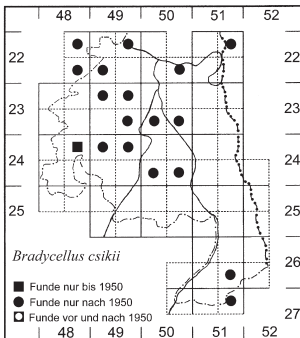 48 49 50 51 52
22 22
23 23
24 24
25 25
26
Bradycellus csikii
Funde nur bis 1950
Funde nur nach 1950
Funde vor und nach 1950
48 49 50 51 52 27